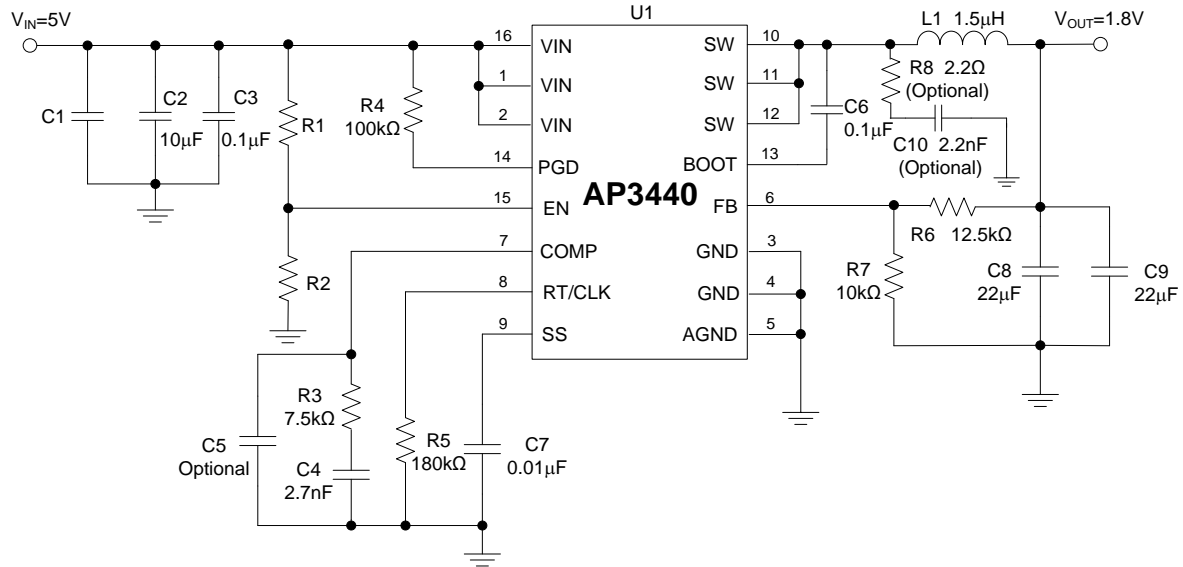 U1
V_IN=5V
L1 1.5μH
V_OUT=1.8V
16 VIN
SW 10
1 VIN
SW 11
2 VIN
SW 12
14 PGD
BOOT 13
15 EN
FB 6
7 COMP
GND 3
8 RT/CLK
GND 4
9 SS
AGND 5
AP3440
C1
C2
10μF
C3
0.1μF
R1
R4
100kΩ
R2
C6
0.1μF
R8 2.2Ω
(Optional)
C10 2.2nF
(Optional)
R6 12.5kΩ
R7
10kΩ
C8
22μF
C9
22μF
C5
Optional
R3
7.5kΩ
C4
2.7nF
R5
180kΩ
C7
0.01μF